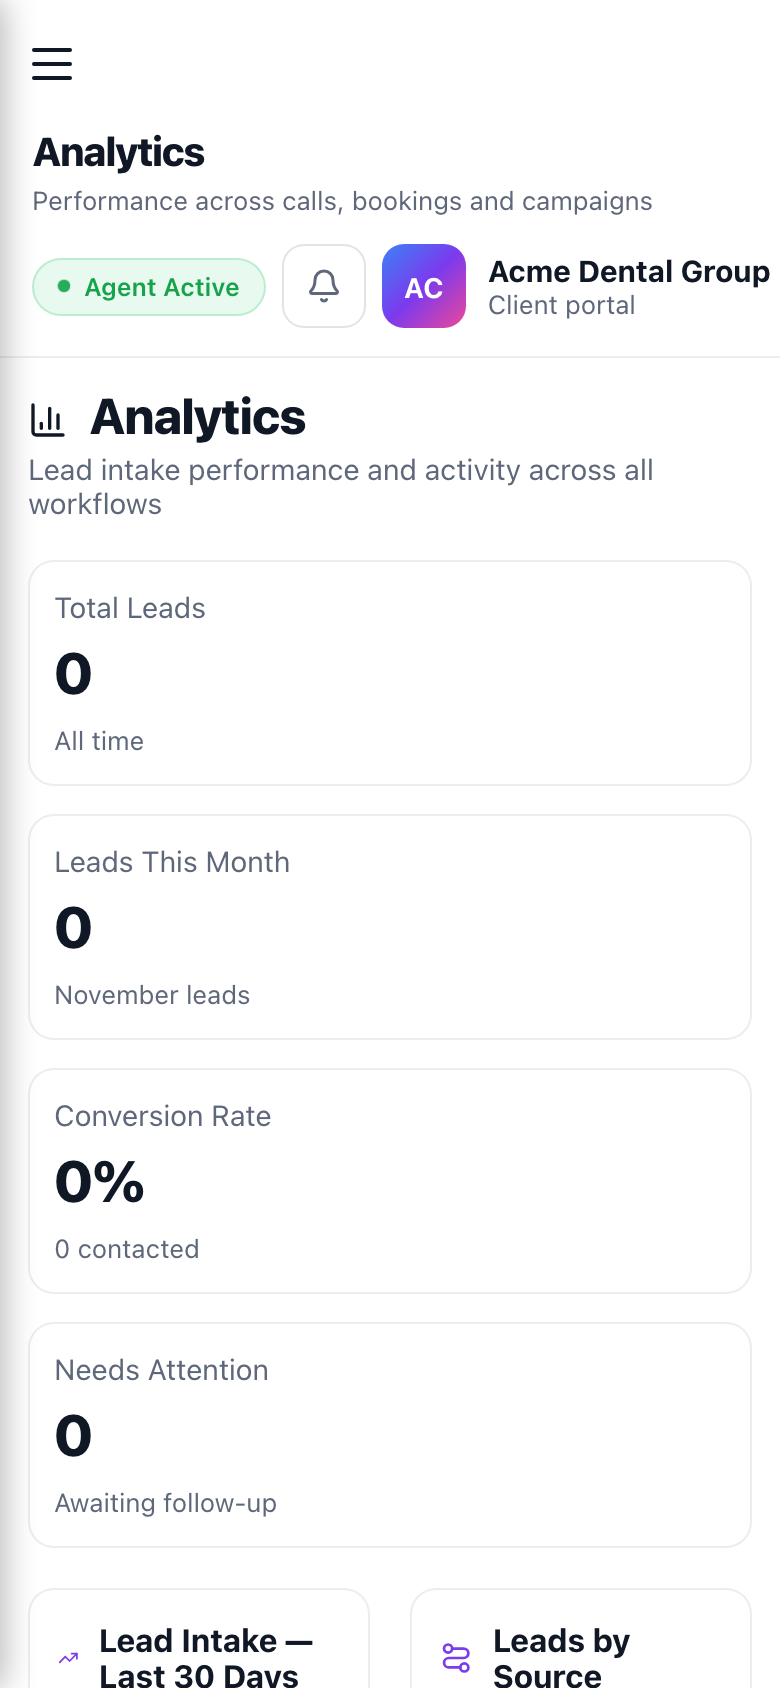 Analytics
Performance across calls, bookings and campaigns
Agent Active
AC
Acme Dental Group
Client portal
Analytics
Lead intake performance and activity across all
workflows
Total Leads
0
All time
Leads This Month
0
November leads
Conversion Rate
0%
0 contacted
Needs Attention
0
Awaiting follow-up
Lead Intake —
Last 30 Days
Leads by
Source